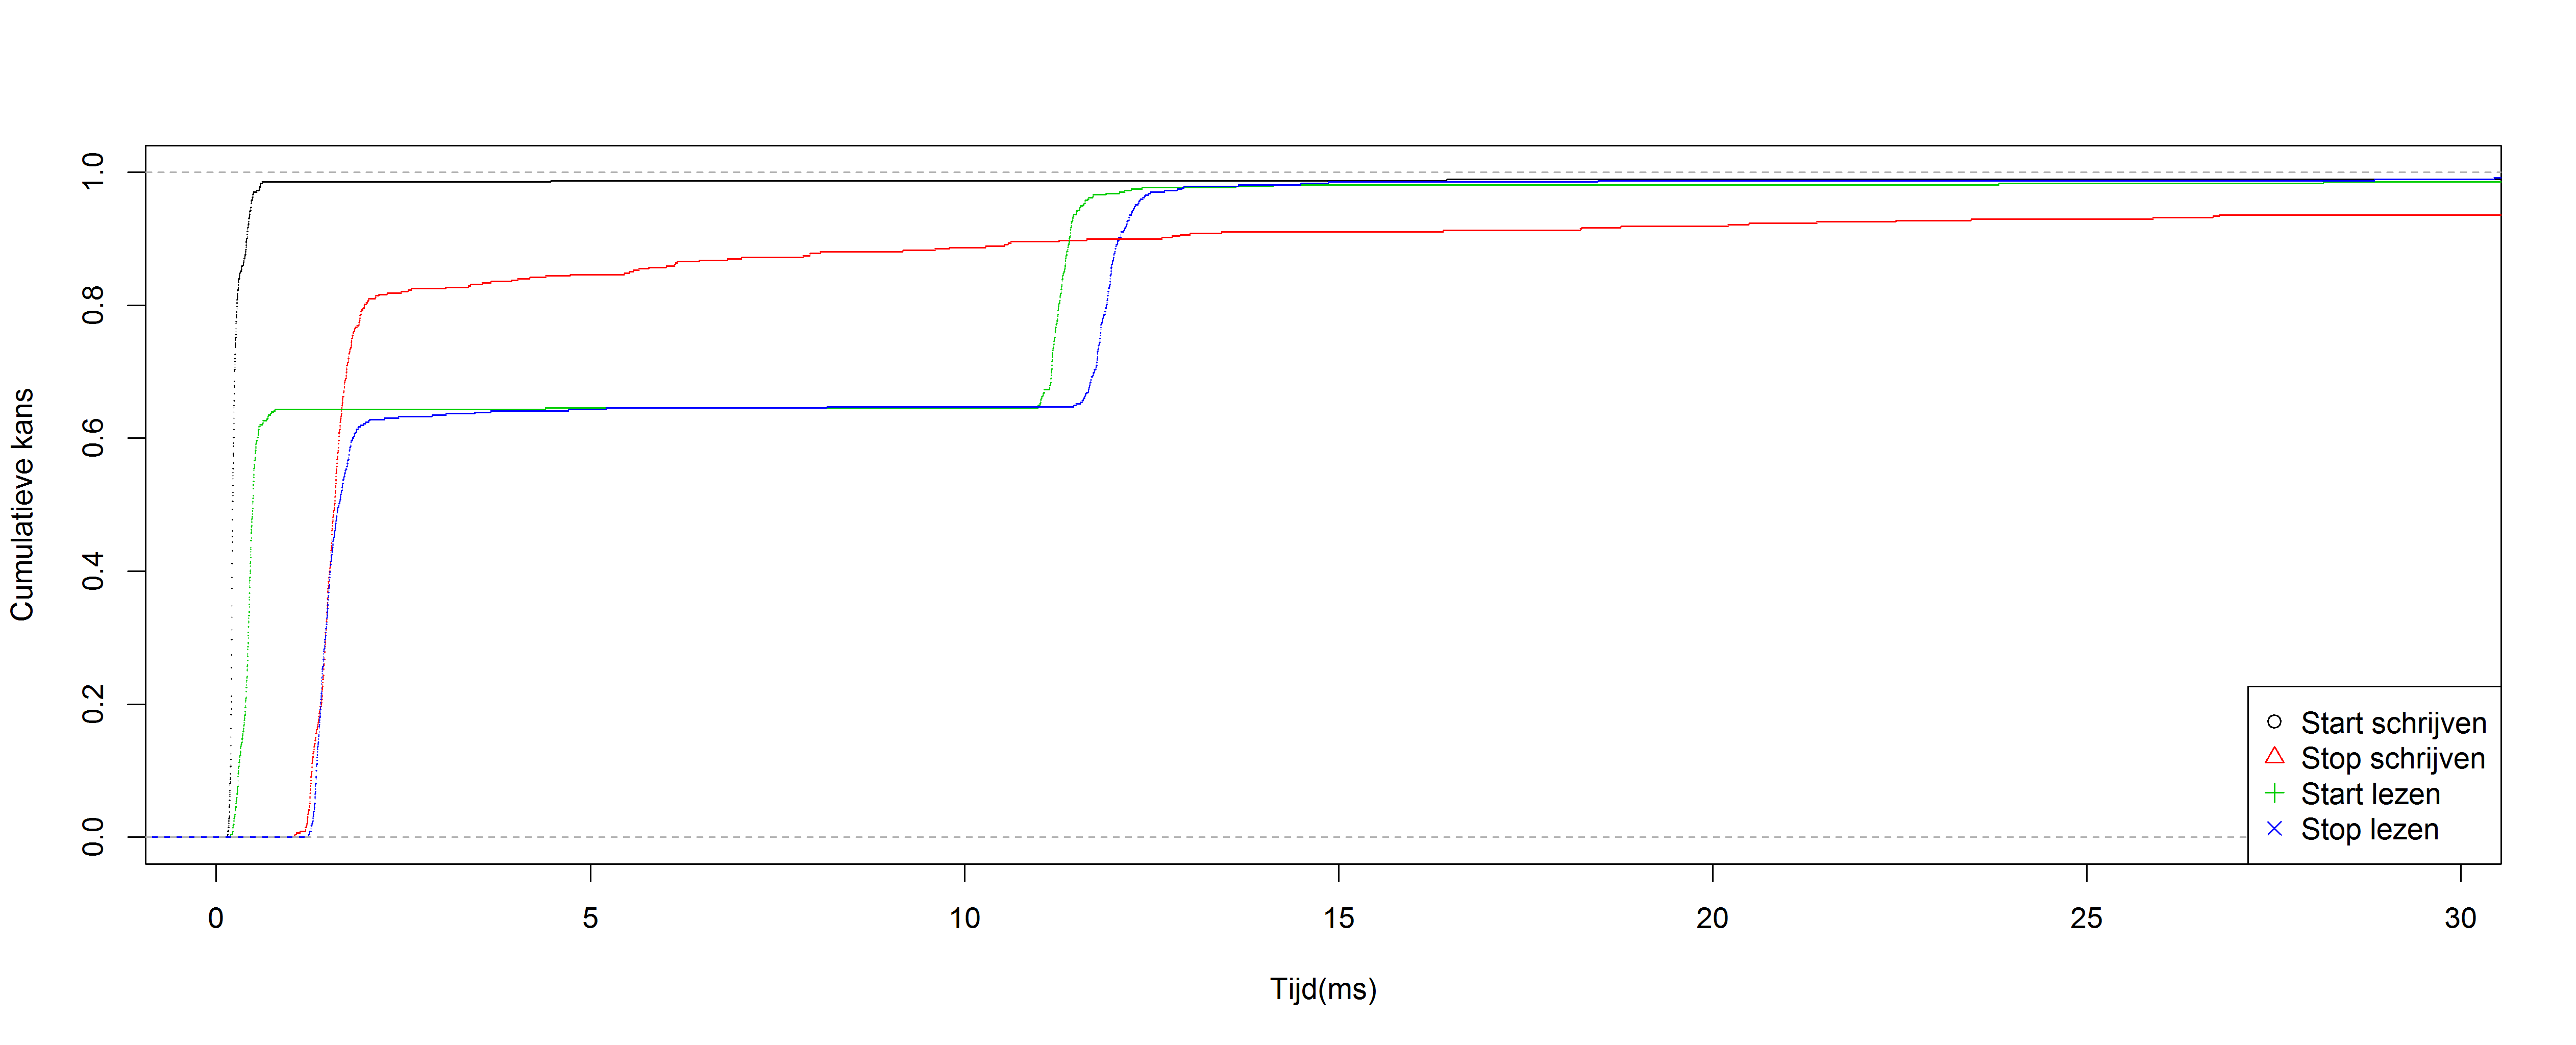 Cumulatieve kans
1.0
0.8
0.6
0.4
0.2
0.0
0 5 10 15 20 25 30
Tijd(ms)
Start schrijven
Stop schrijven
Start lezen
Stop lezen